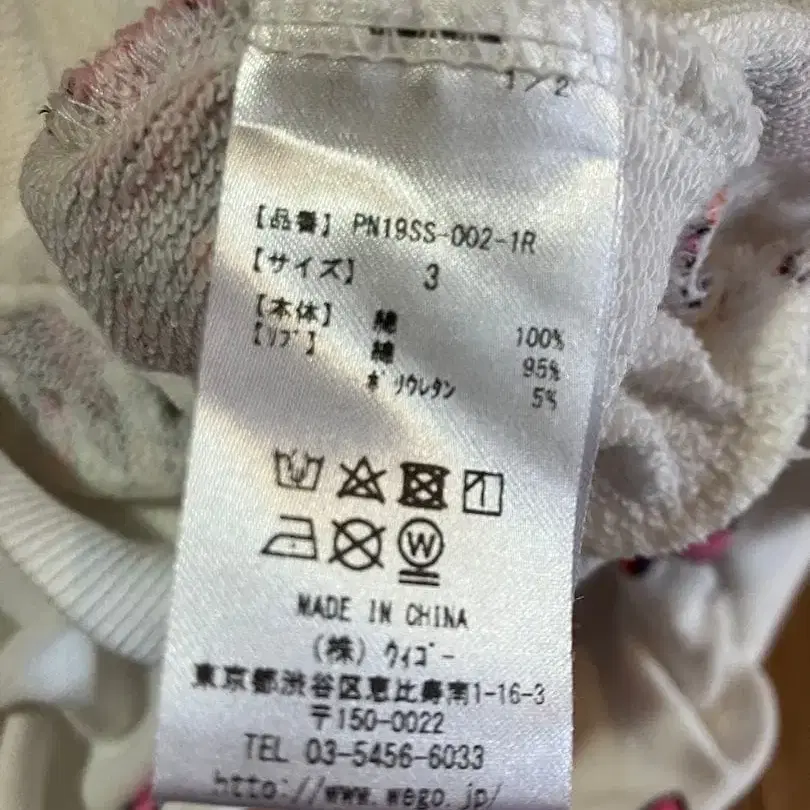 1/2
【品番】 PN19SS-002-1R
【サイズ】 3
【本体】 綿 100%
【リブ】 綿 95%
ポリウレタン 5%
W
MADE IN CHINA
(株) ウィゴー
東京都渋谷区恵比寿南1-16-3
〒150-0022
TEL 03-5456-6033
http://www.wego.jp/